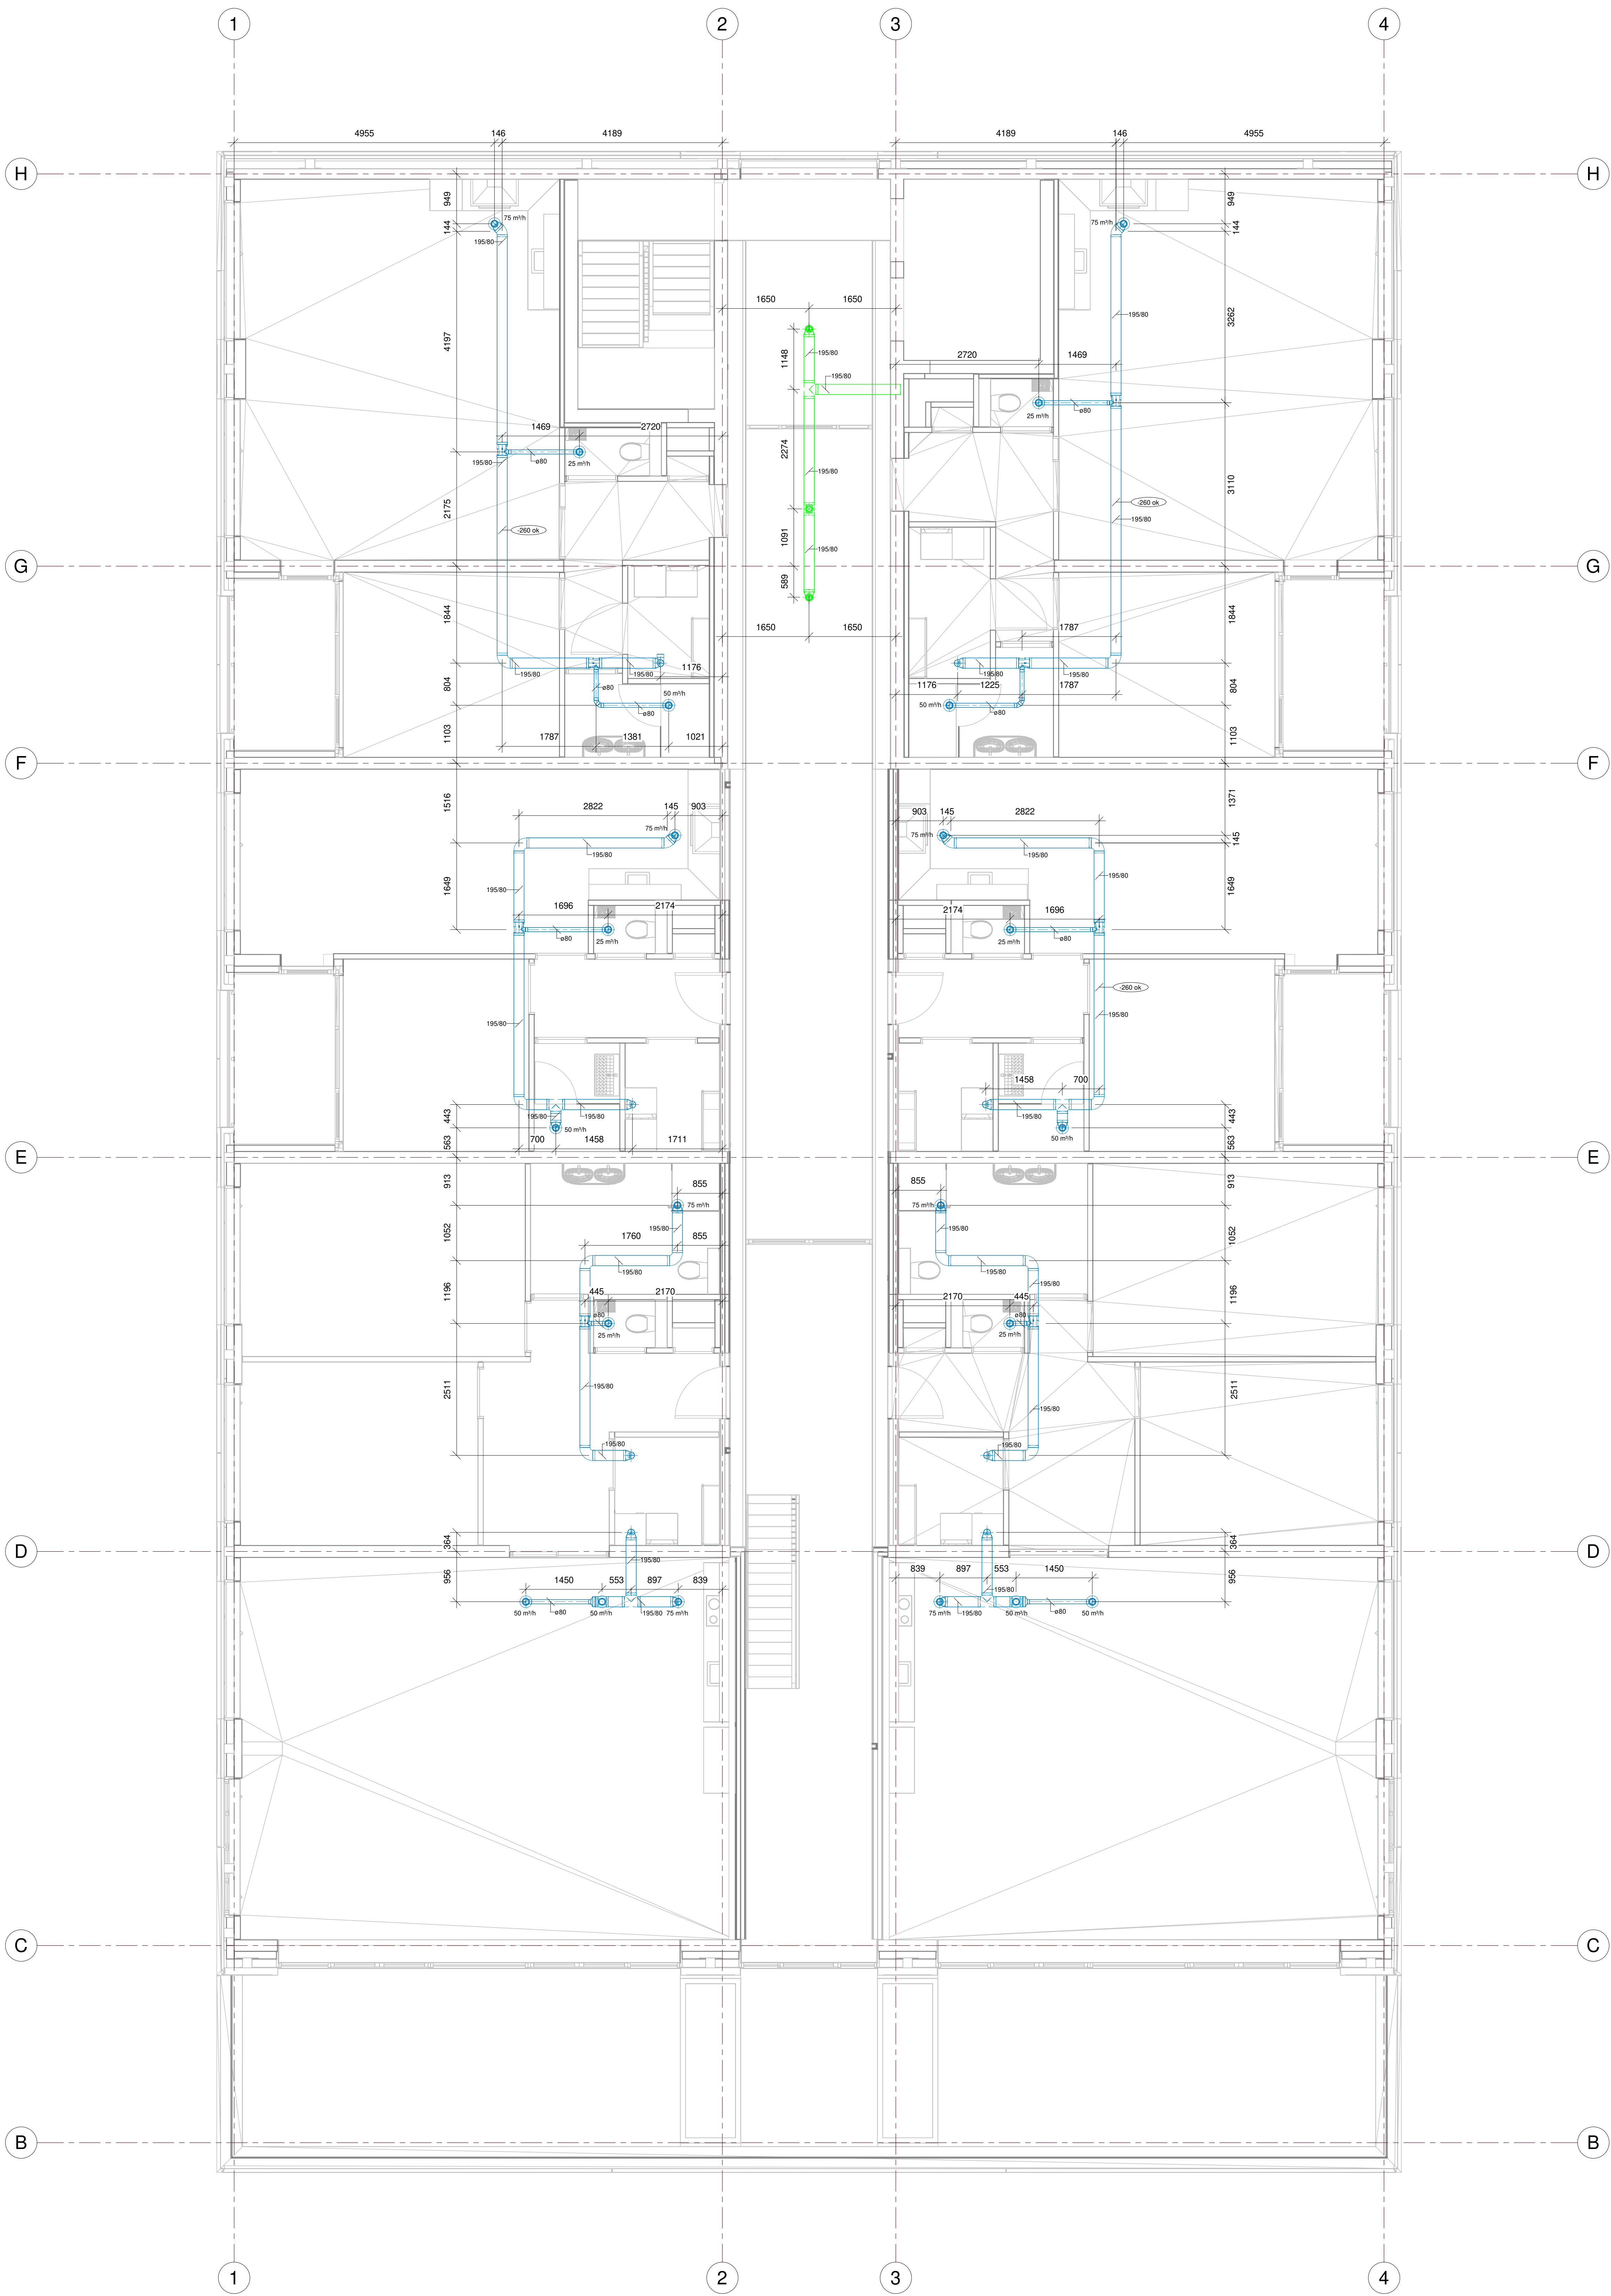 1 2 3 4
4955 146 4189 4189 146 4955
H H
949 949
75 m³/h 75 m³/h
144 144
195/80
1650 1650
195/80 3262
4197 1148 195/80 2720 1469
195/80
25 m³/h ø80
1469 2720
195/80 ø80 25 m³/h
2274 195/80
2175 3110
-260 ok -260 ok
195/80
1091 195/80
G G
589
1844 1844
1650 1650 1787
195/80 195/80 1176 195/80 195/80
804 ø80 50 m³/h 1176 1225 1787 804
ø80 50 m³/h ø80
1103 1787 1381 1021 1103
F F
1516 1371
2822 145 903 903 145 2822
75 m³/h 75 m³/h
145
195/80 195/80
1649 195/80 195/80 1649
1696 2174 2174 1696
ø80 25 m³/h 25 m³/h ø80
-260 ok
195/80 195/80
1458 700
443 195/80 195/80 195/80 443
50 m³/h 50 m³/h
563 700 1458 1711 563
E E
913 855 855 913
75 m³/h 75 m³/h
1052 195/80 195/80 1052
1760 855
195/80 195/80
1196 195/80 1196
445 2170 2170 445
ø80 25 m³/h 25 m³/h ø80
2511 195/80 195/80 2511
195/80 195/80
364 364
D D
195/80
956 1450 553 897 839 839 897 553 1450 956
195/80
50 m³/h ø80 50 m³/h 195/80 75 m³/h 75 m³/h 195/80 50 m³/h ø80 50 m³/h
C C
B B
1 2 3 4